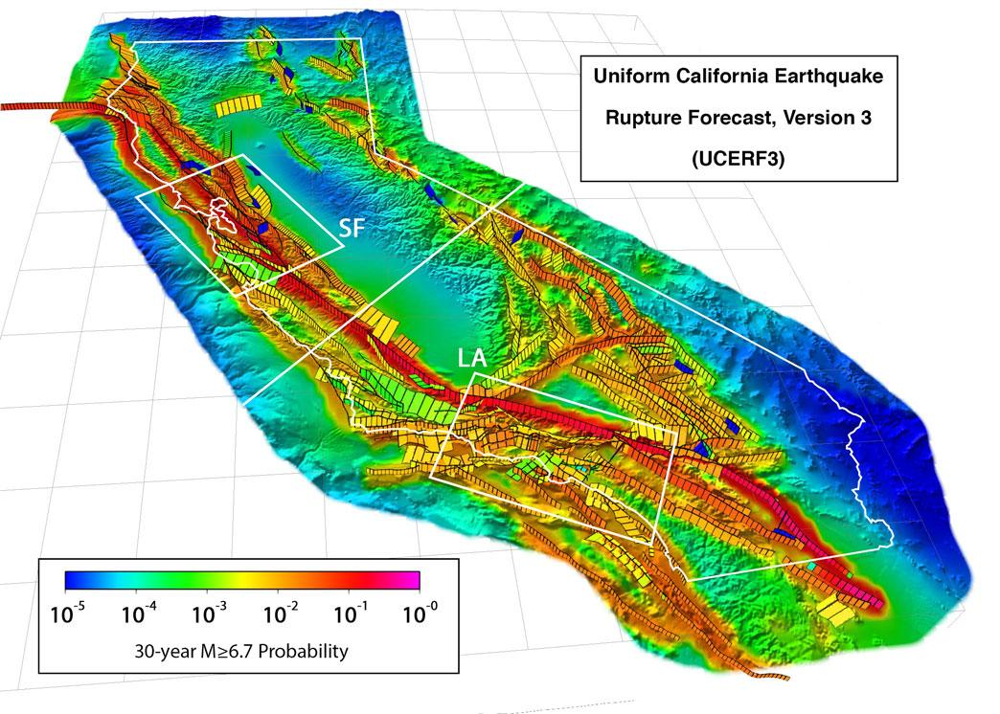 Uniform California Earthquake
Rupture Forecast, Version 3
(UCERF3)
SF
LA
10⁻⁵ 10⁻⁴ 10⁻³ 10⁻² 10⁻¹ 10⁻⁰
30-year M≥6.7 Probability